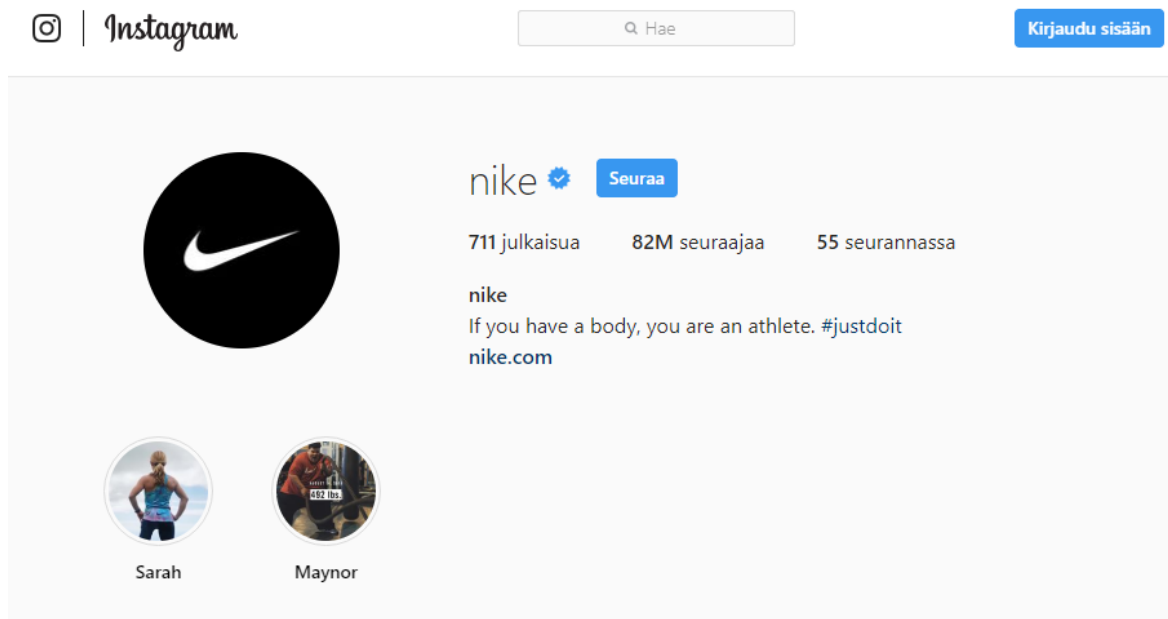 Instagram
Hae
Kirjaudu sisään
nike Seuraa
711 julkaisua 82M seuraajaa 55 seurannassa
nike
If you have a body, you are an athlete. #justdoit
nike.com
492 lbs.
Sarah Maynor